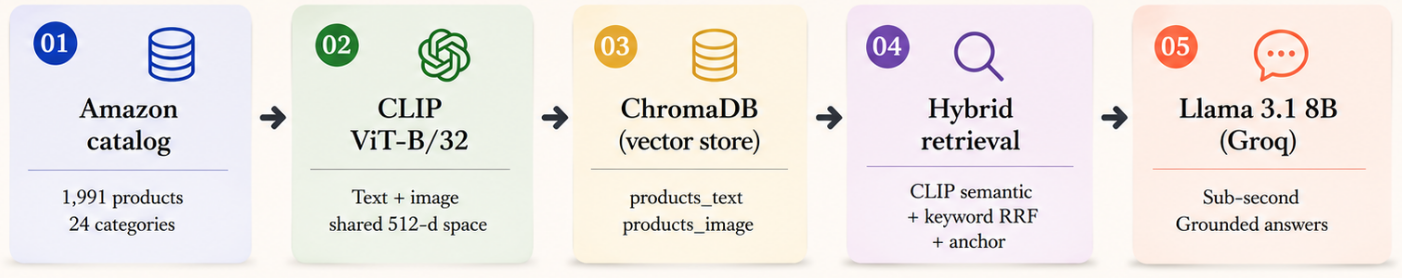 01
Amazon
catalog
1,991 products
24 categories
02
CLIP
ViT-B/32
Text + image
shared 512-d space
03
ChromaDB
(vector store)
products_text
products_image
04
Hybrid
retrieval
CLIP semantic
+ keyword RRF
+ anchor
05
Llama 3.1 8B
(Groq)
Sub-second
Grounded answers